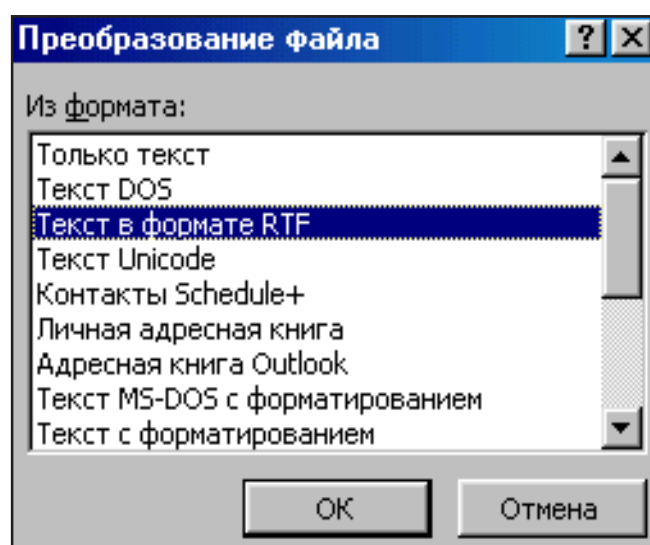 Преобразование файла
Из формата:
Только текст
Текст DOS
Текст в формате RTF
Текст Unicode
Контакты Schedule+
Личная адресная книга
Адресная книга Outlook
Текст MS-DOS с форматированием
Текст с форматированием
ОК
Отмена